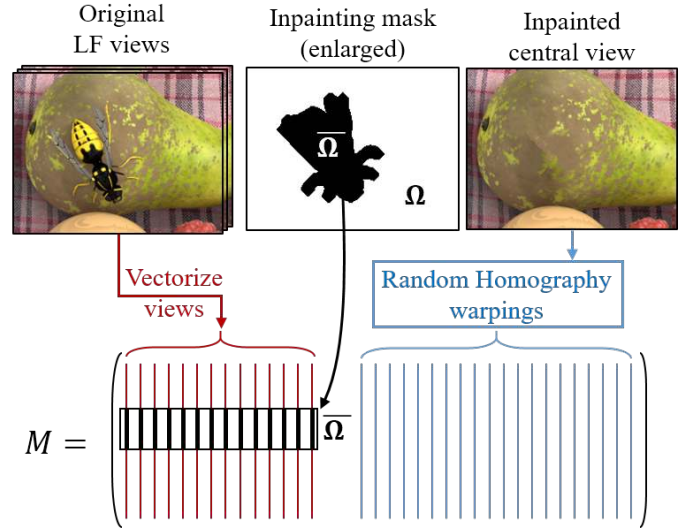 Original
LF views
Inpainting mask
(enlarged)
Inpainted
central view
Ω̅
Ω
Vectorize
views
Random Homography
warpings
Ω̅
M =